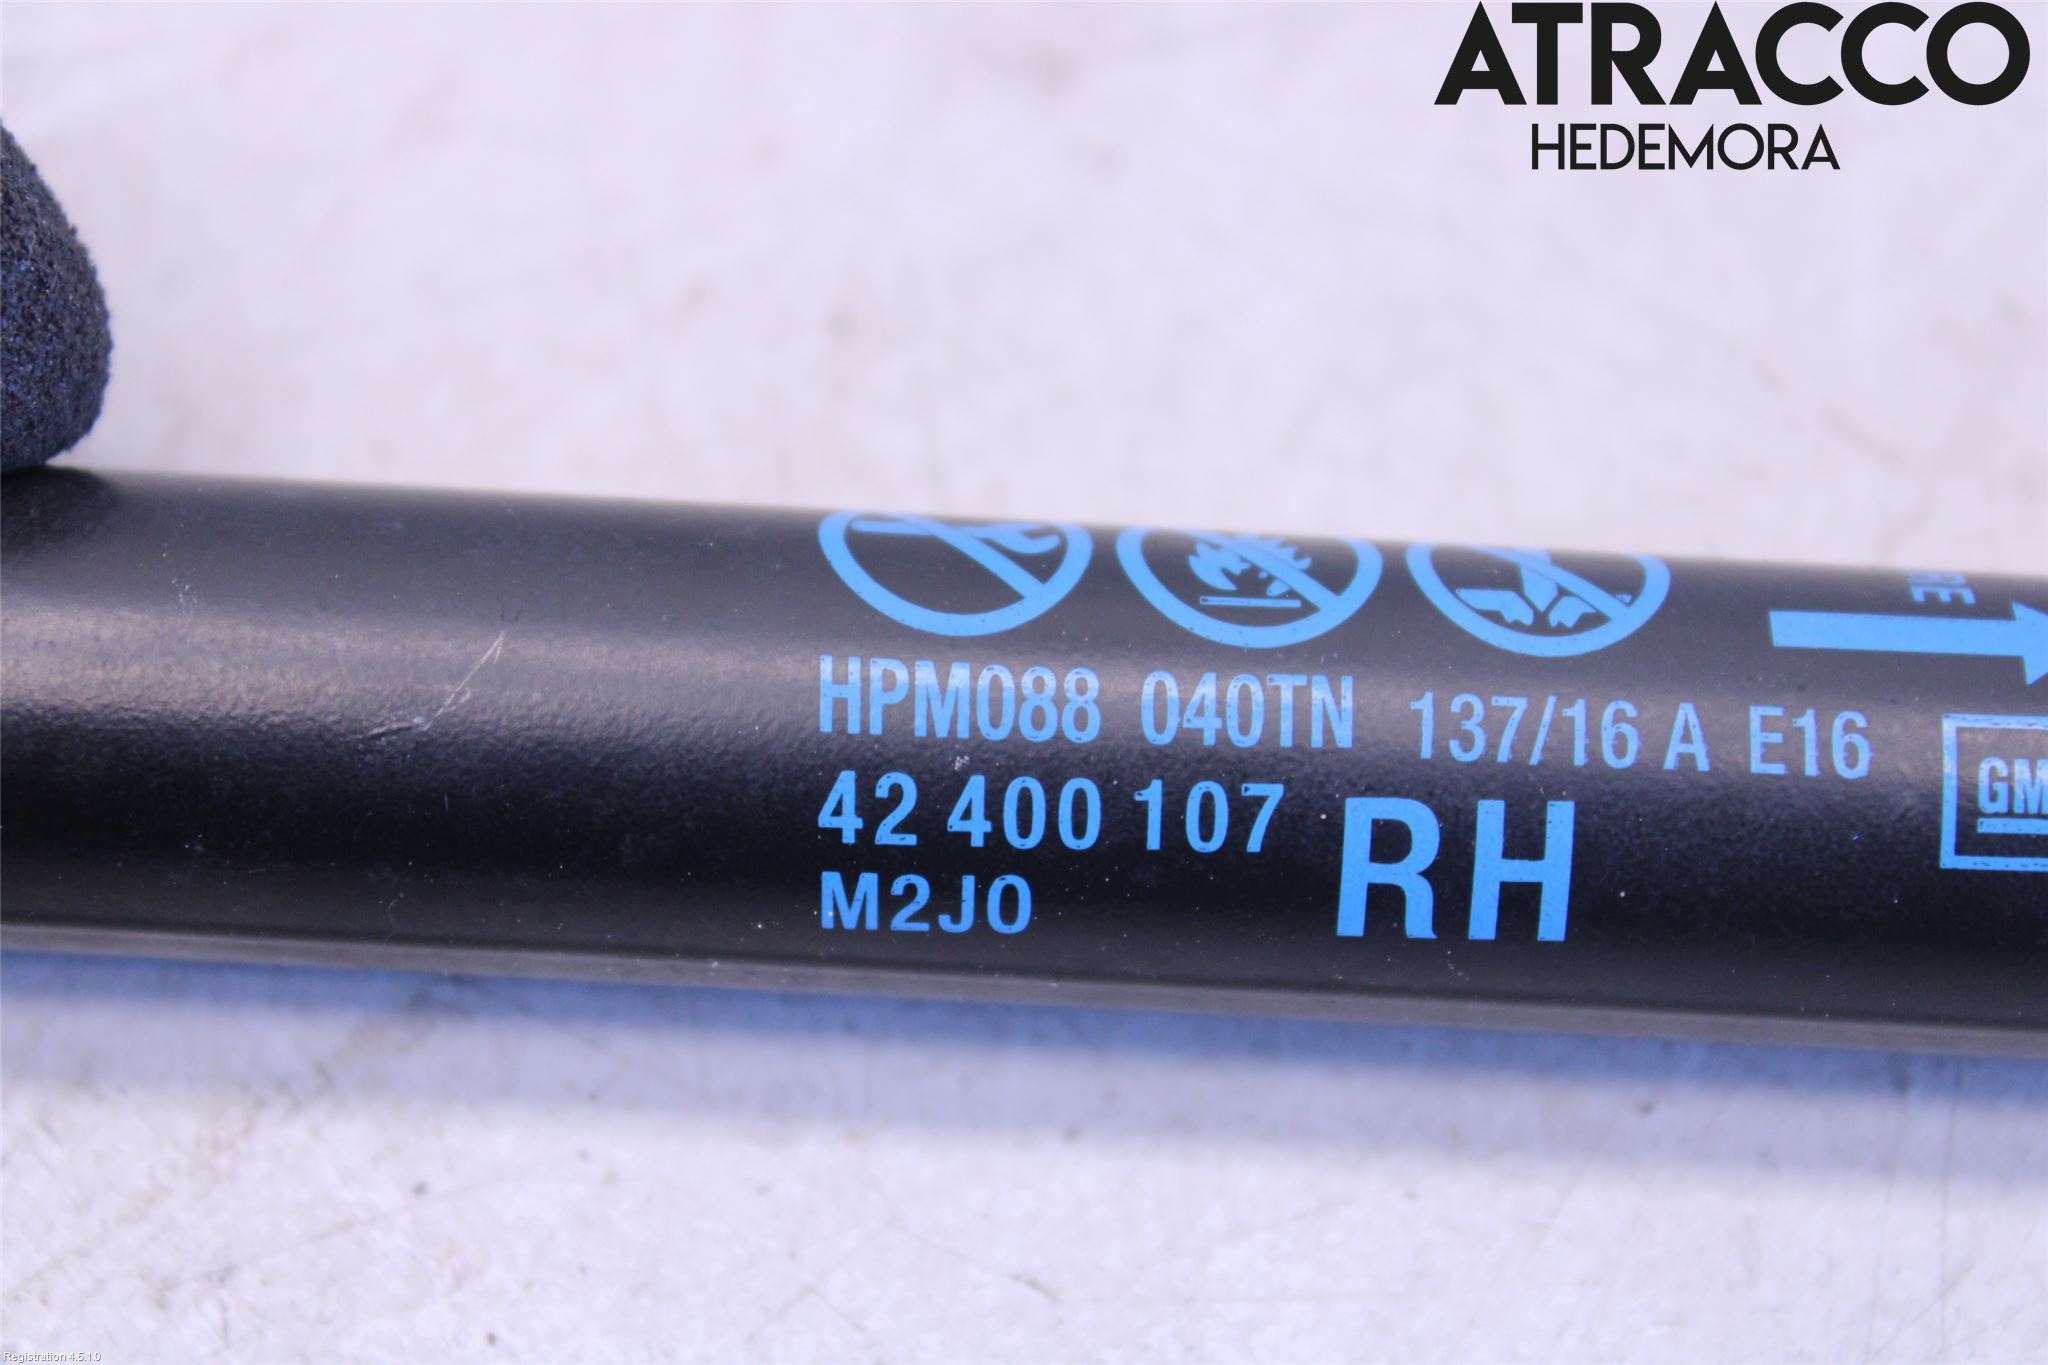 ATRACCO
HEDEMORA
HPM088 040TN 137/16 A E16
42 400 107 RH
M2JO
GM
Registration 4.5.1.0